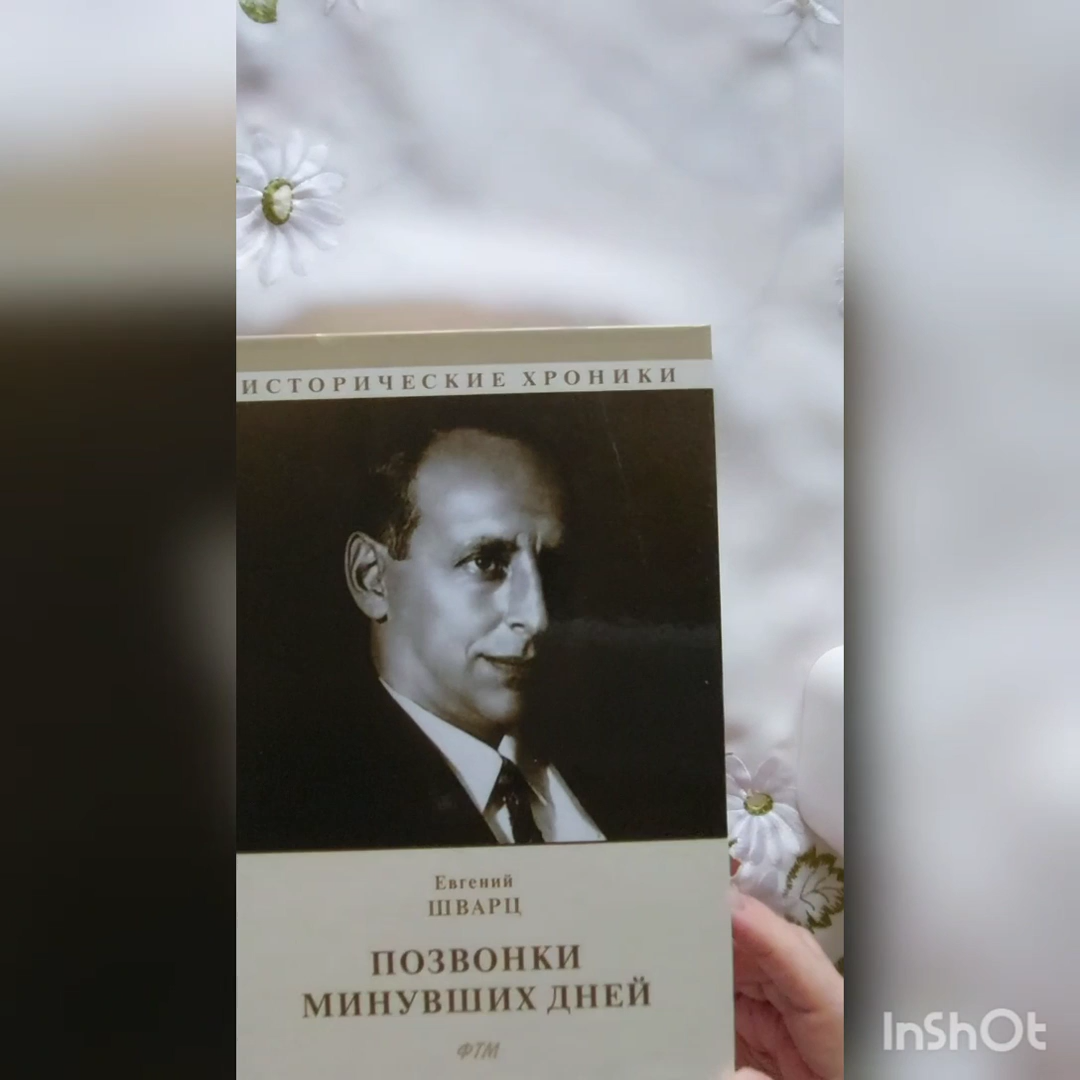 ИСТОРИЧЕСКИЕ ХРОНИКИ
Евгений
ШВАРЦ
ПОЗВОНКИ
МИНУВШИХ ДНЕЙ
ФТМ
InShOt